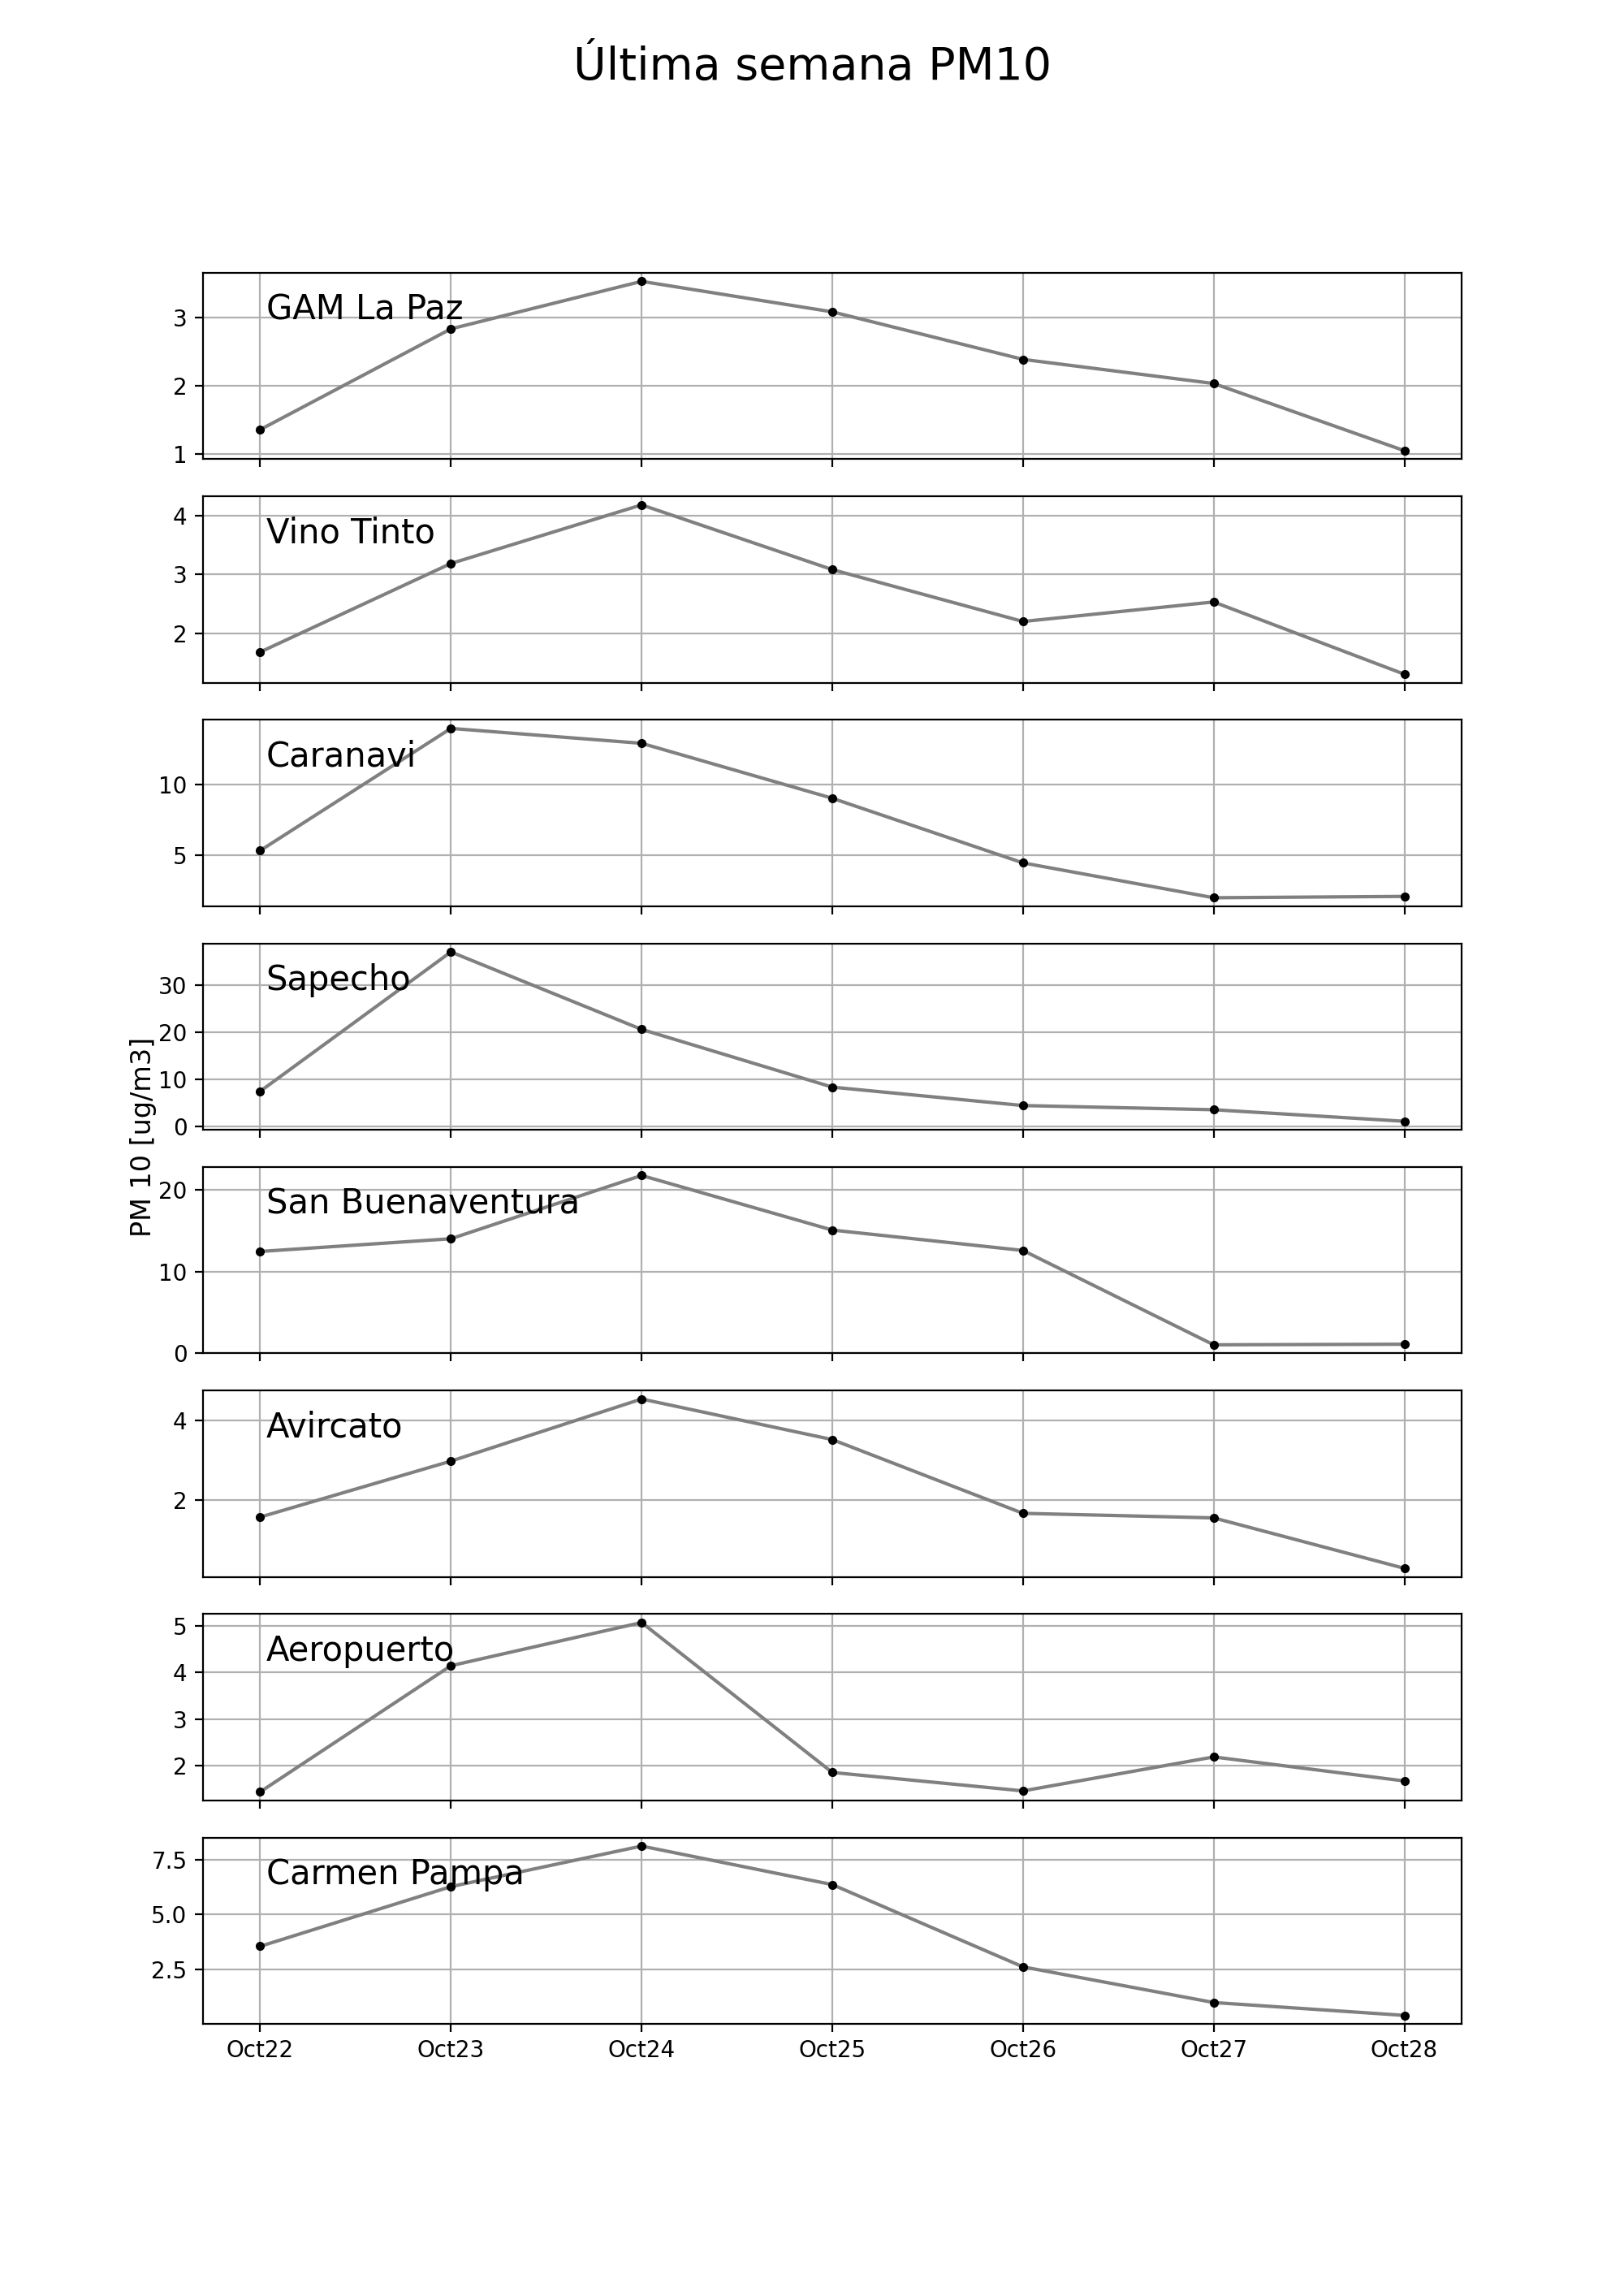 Última semana PM10
GAM La Paz
3
2
1
Vino Tinto
4
3
2
Caranavi
10
5
Sapecho
30
20
10
0
PM 10 [ug/m3]
San Buenaventura
20
10
0
Avircato
4
2
Aeropuerto
5
4
3
2
Carmen Pampa
7.5
5.0
2.5
Oct22 Oct23 Oct24 Oct25 Oct26 Oct27 Oct28